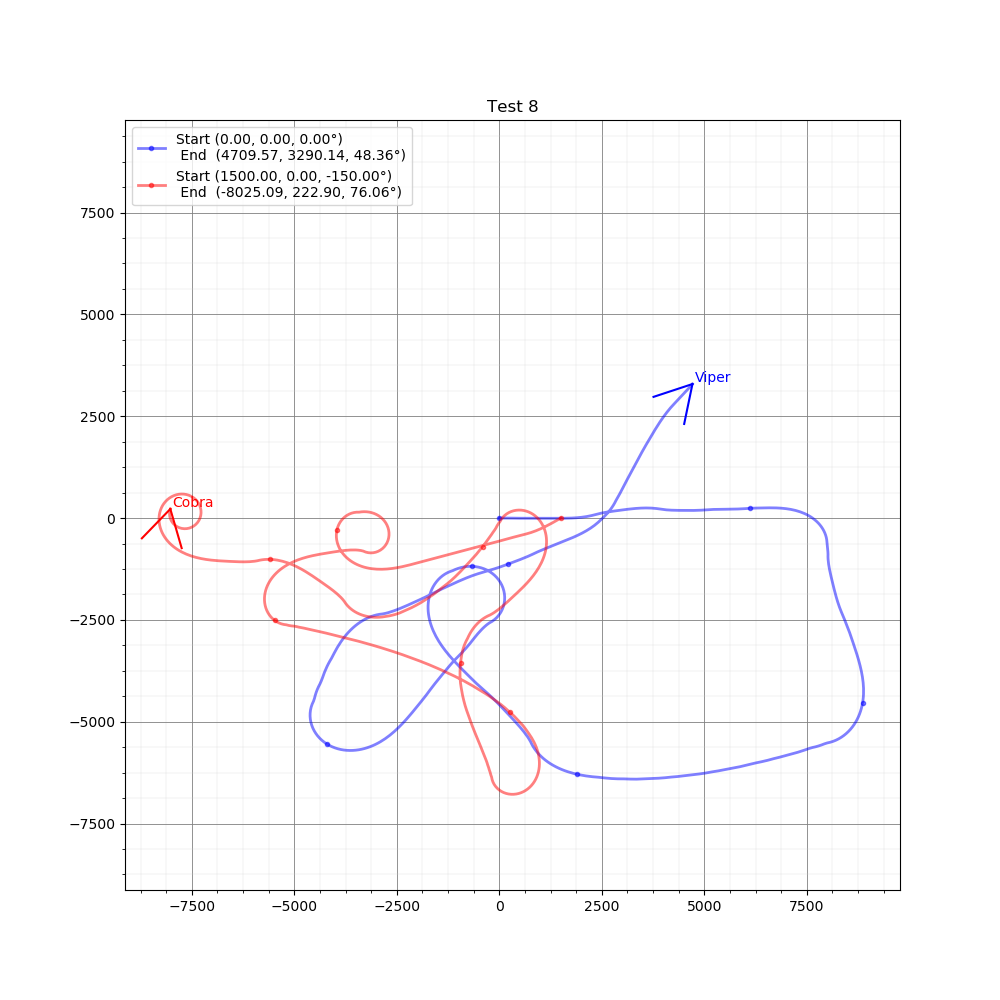 Test 8
Start (0.00, 0.00, 0.00°)
End  (4709.57, 3290.14, 48.36°)
Start (1500.00, 0.00, -150.00°)
End  (-8025.09, 222.90, 76.06°)
7500
5000
Viper
2500
Cobra
0
−2500
−5000
−7500
−7500 −5000 −2500 0 2500 5000 7500